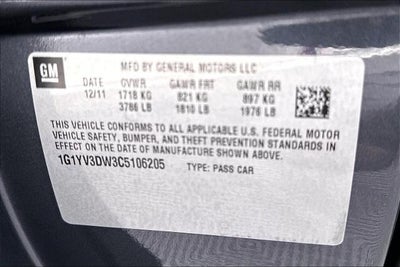 GM
MFD BY GENERAL MOTORS LLC
DATE GVWR GAWR FRT GAWR RR
12/11 1718 KG 821 KG 897 KG
3786 LB 1810 LB 1976 LB
THIS VEHICLE CONFORMS TO ALL APPLICABLE U.S. FEDERAL MOTOR
VEHICLE SAFETY, BUMPER, AND THEFT PREVENTION STANDARDS IN
EFFECT ON THE DATE OF MANUFACTURE SHOWN ABOVE.
1G1YV3DW3C5106205 TYPE: PASS CAR